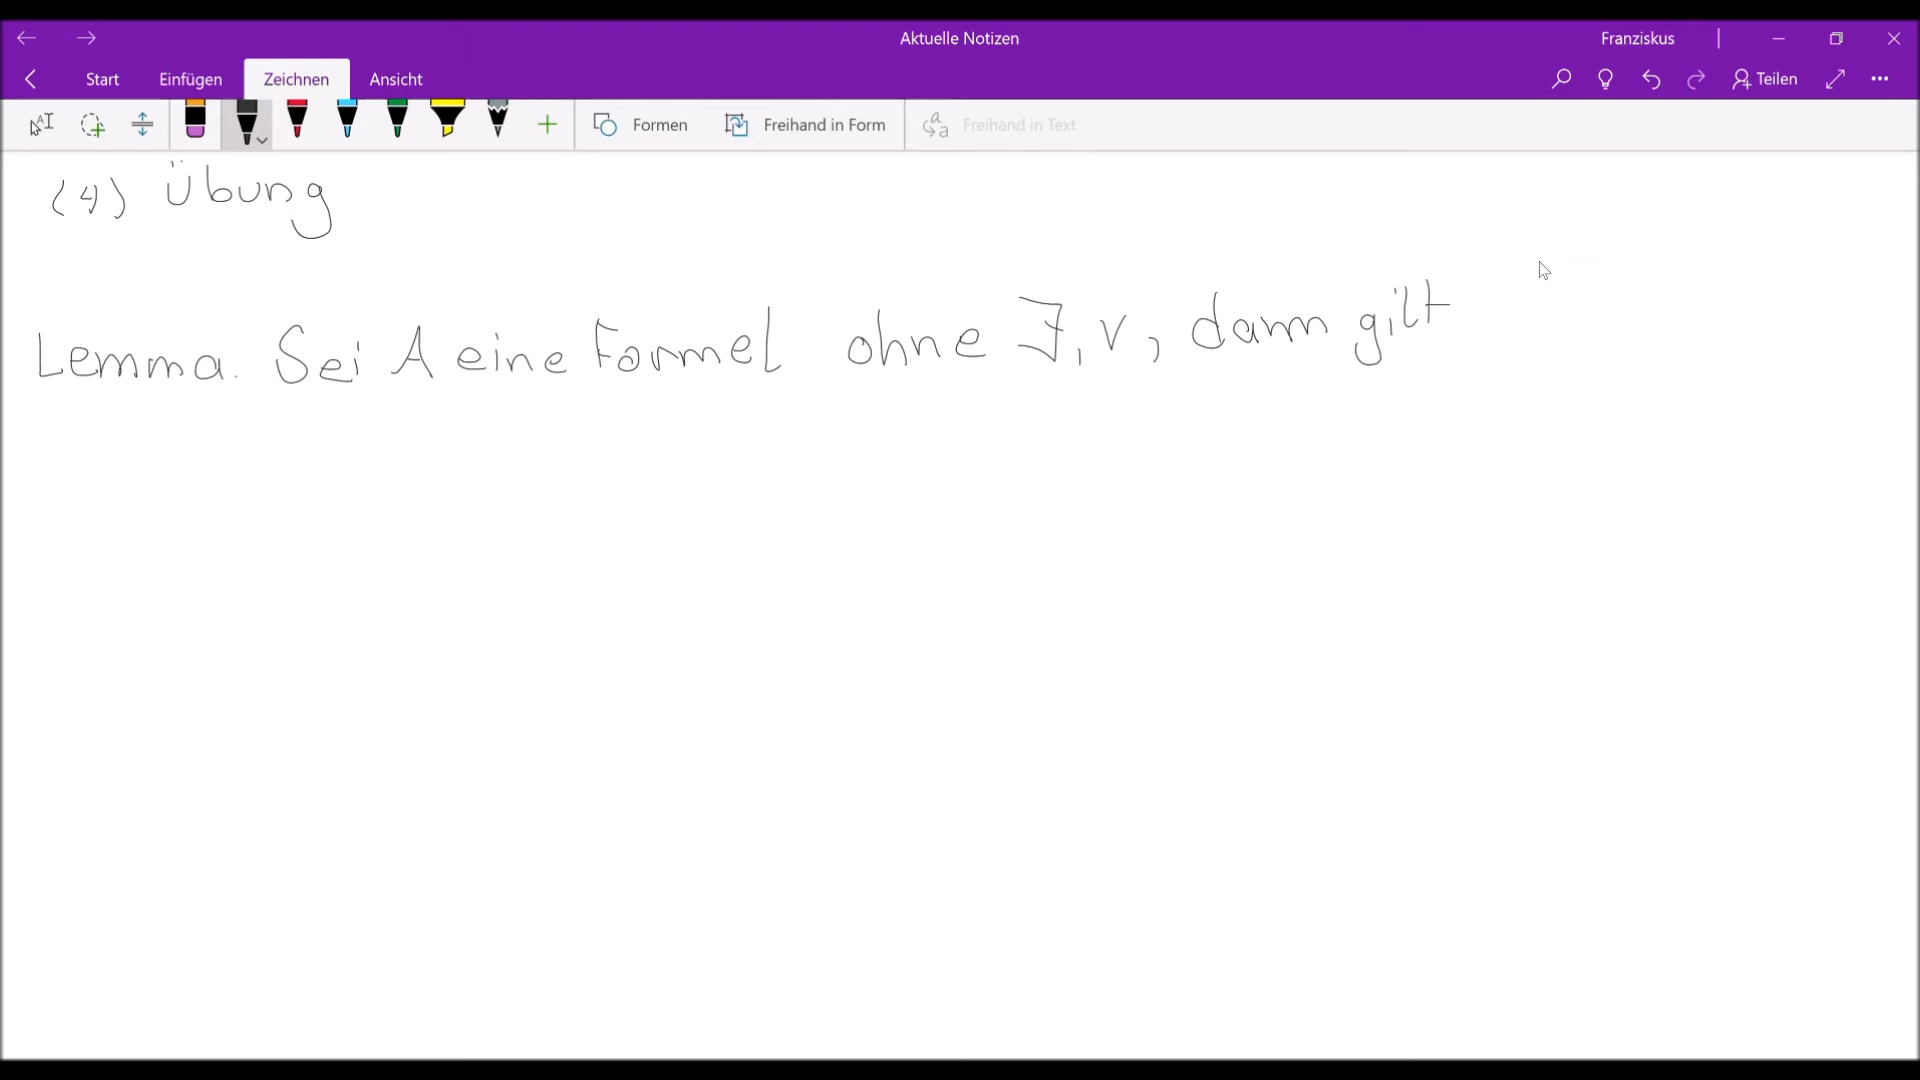 Aktuelle Notizen Franziskus
Start Einfügen Zeichnen Ansicht Teilen
Formen Freihand in Form Freihand in Text
(4) Übung
Lemma. Sei A eine Formel ohne ∃, ∨, dann gilt